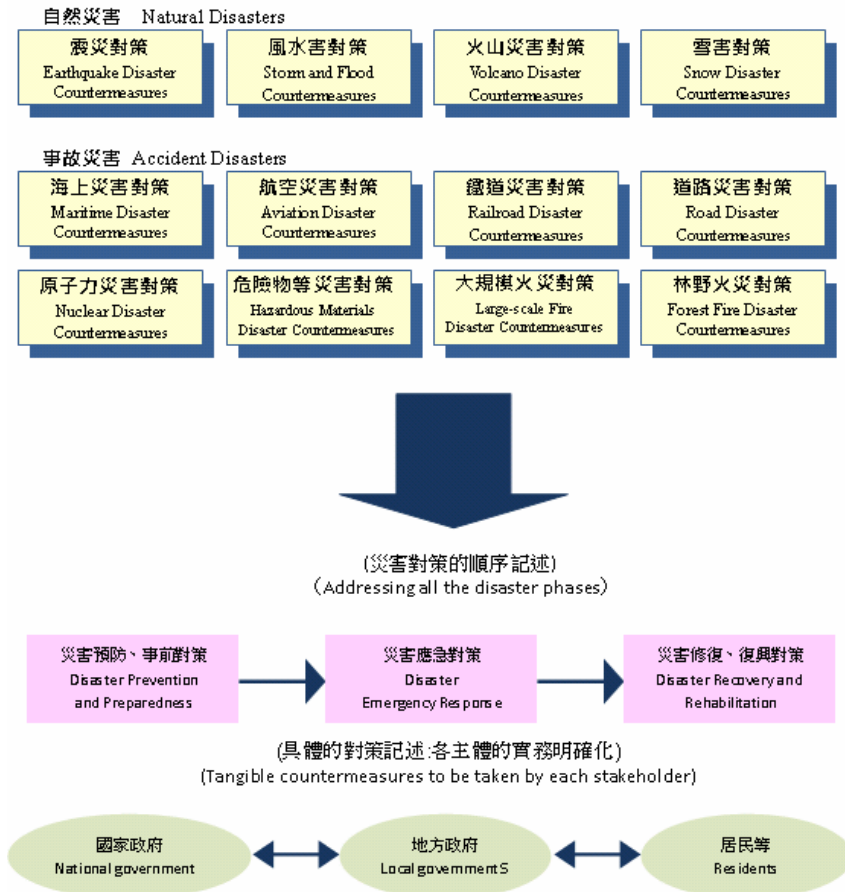 自然災害 Natural Disasters
震災對策
Earthquake Disaster
Countermeasures
風水害對策
Storm and Flood
Countermeasures
火山災害對策
Volcano Disaster
Countermeasures
雪害對策
Snow Disaster
Countermeasures
事故災害 Accident Disasters
海上災害對策
Maritime Disaster
Countermeasures
航空災害對策
Aviation Disaster
Countermeasures
鐵道災害對策
Railroad Disaster
Countermeasures
道路災害對策
Road Disaster
Countermeasures
原子力災害對策
Nuclear Disaster
Countermeasures
危險物等災害對策
Hazardous Materials
Disaster Countermeasures
大規模火災對策
Large-scale Fire
Disaster Countermeasures
林野火災對策
Forest Fire Disaster
Countermeasures
(災害對策的順序記述)
(Addressing all the disaster phases)
災害預防、事前對策
Disaster Prevention
and Preparedness
災害應急對策
Disaster
Emergency Response
災害修復、復興對策
Disaster Recovery and
Rehabilitation
(具體的對策記述:各主體的實務明確化)
(Tangible countermeasures to be taken by each stakeholder)
國家政府
National government
地方政府
Local governmentS
居民等
Residents